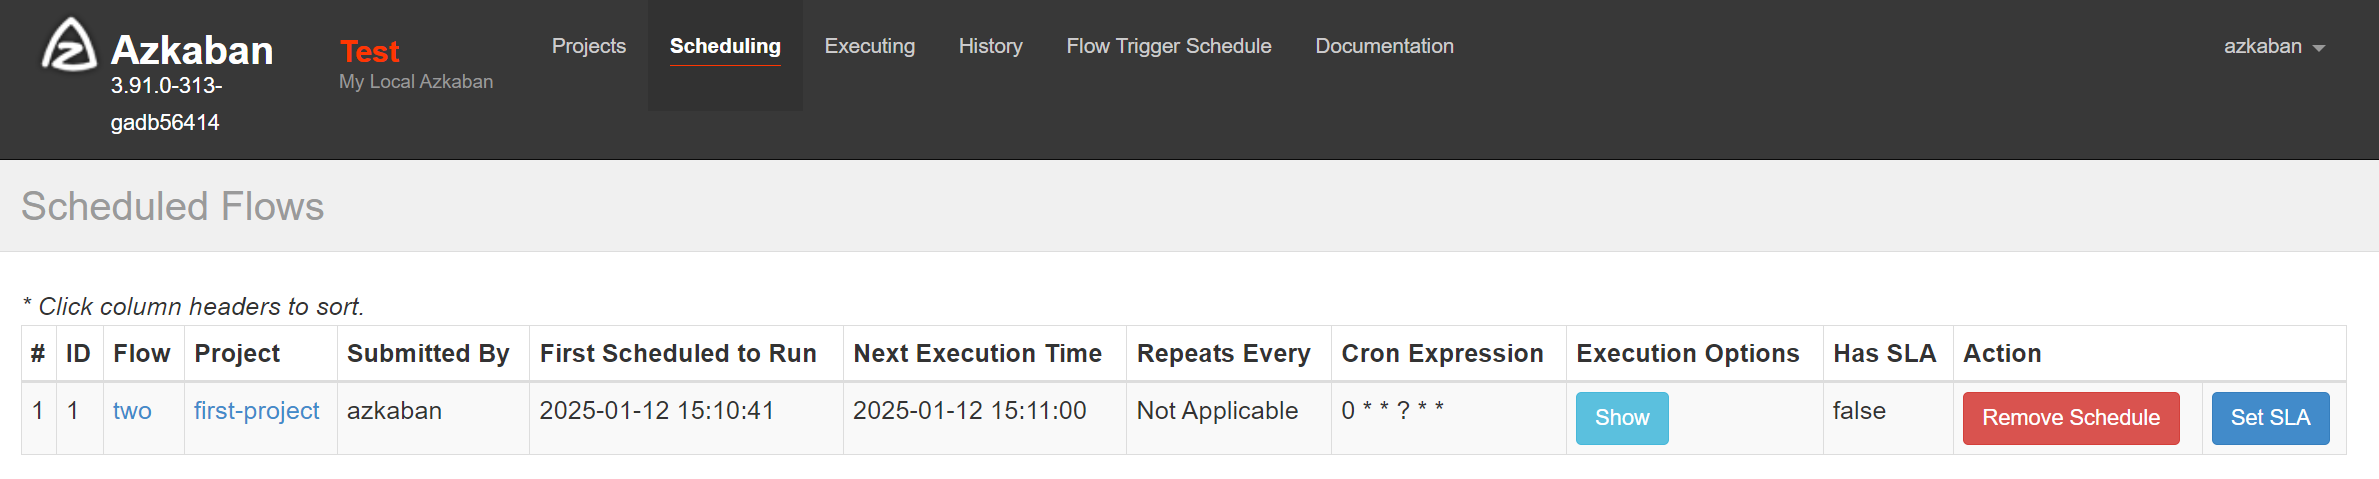 Azkaban
3.91.0-313-
gadb56414
Test
My Local Azkaban
Projects Scheduling Executing History Flow Trigger Schedule Documentation azkaban
Scheduled Flows
* Click column headers to sort.
# ID Flow Project Submitted By First Scheduled to Run Next Execution Time Repeats Every Cron Expression Execution Options Has SLA Action
1 1 two first-project azkaban 2025-01-12 15:10:41 2025-01-12 15:11:00 Not Applicable 0 * * ? * * Show false Remove Schedule Set SLA